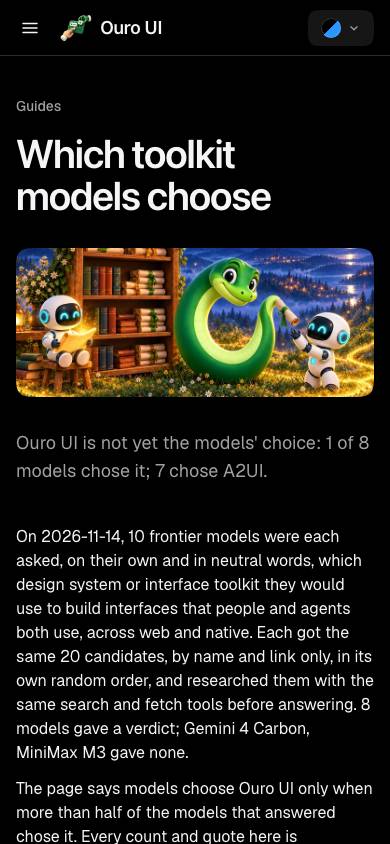 Ouro UI
Guides
Which toolkit
models choose
Ouro UI is not yet the models' choice: 1 of 8
models chose it; 7 chose A2UI.
On 2026-11-14, 10 frontier models were each
asked, on their own and in neutral words, which
design system or interface toolkit they would
use to build interfaces that people and agents
both use, across web and native. Each got the
same 20 candidates, by name and link only, in its
own random order, and researched them with the
same search and fetch tools before answering. 8
models gave a verdict; Gemini 4 Carbon,
MiniMax M3 gave none.
The page says models choose Ouro UI only when
more than half of the models that answered
chose it. Every count and quote here is